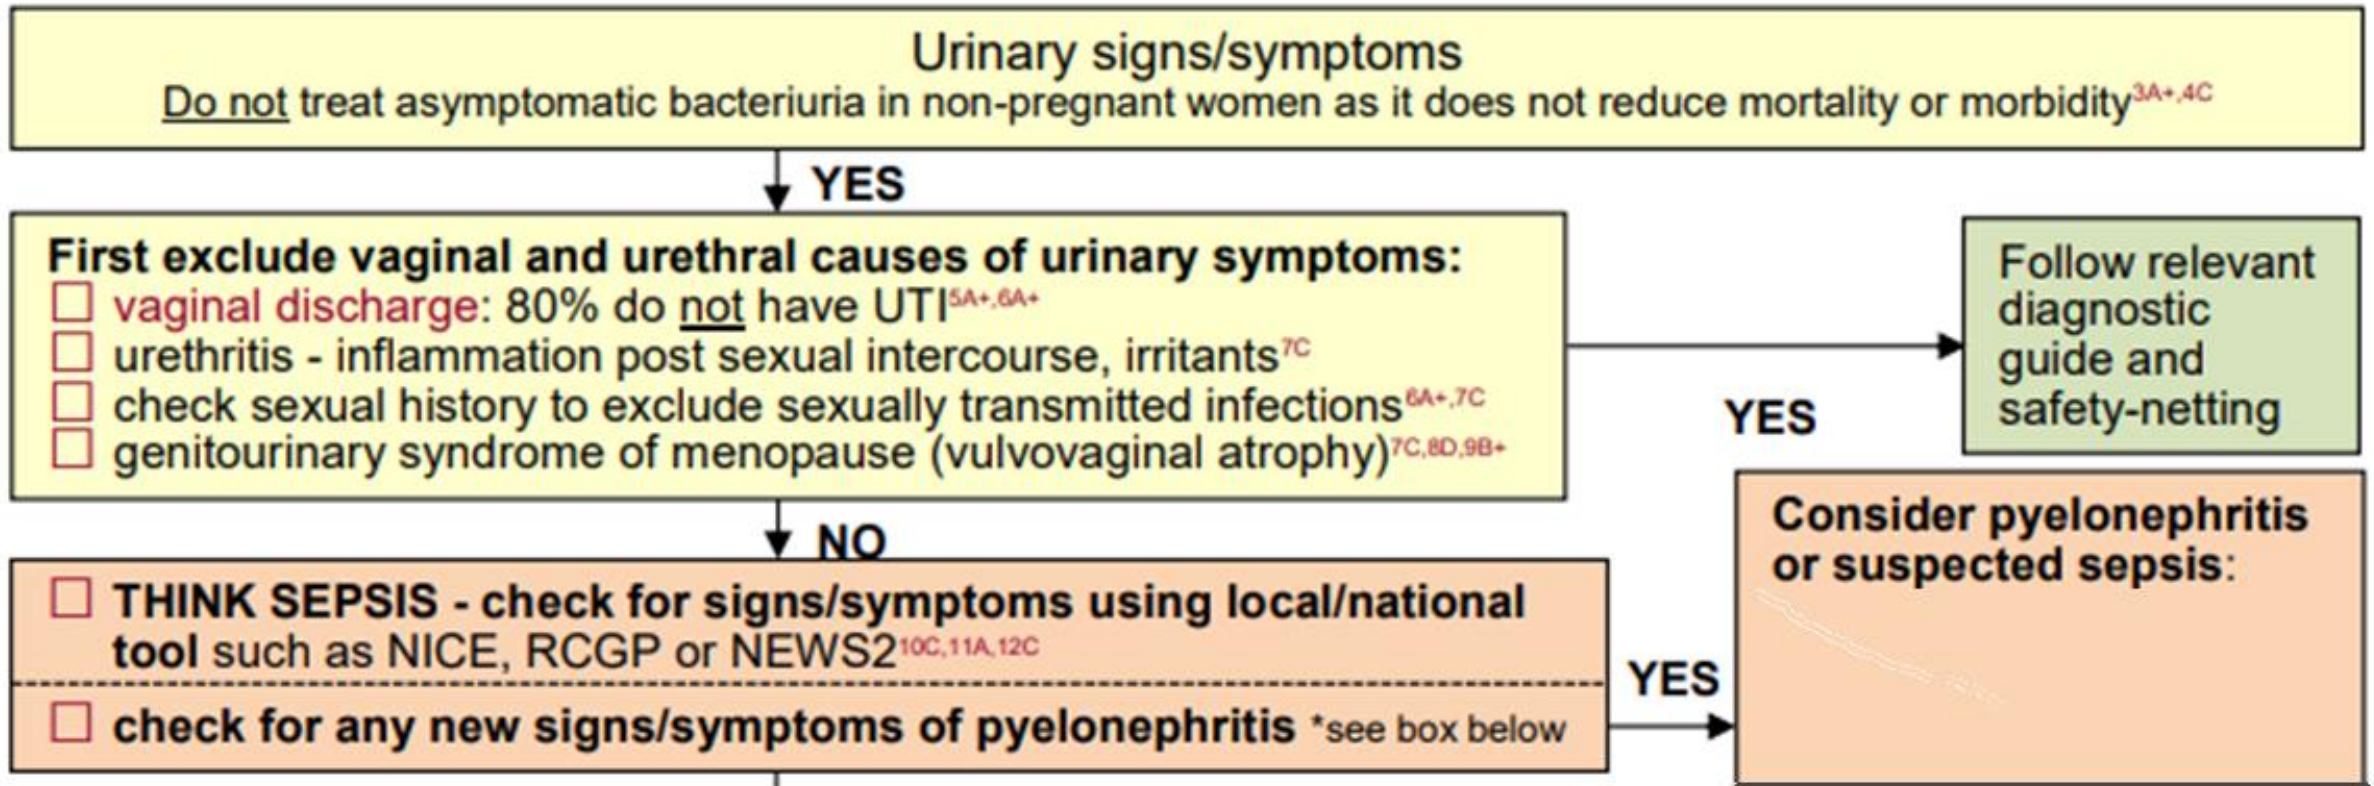 Urinary signs/symptoms
Do not treat asymptomatic bacteriuria in non-pregnant women as it does not reduce mortality or morbidity3A+,4C
YES
First exclude vaginal and urethral causes of urinary symptoms:
☐ vaginal discharge: 80% do not have UTI5A+,6A+
☐ urethritis - inflammation post sexual intercourse, irritants7C
☐ check sexual history to exclude sexually transmitted infections6A+,7C
☐ genitourinary syndrome of menopause (vulvovaginal atrophy)7C,8D,9B+
YES
Follow relevant
diagnostic
guide and
safety-netting
NO
☐ THINK SEPSIS - check for signs/symptoms using local/national
tool such as NICE, RCGP or NEWS210C,11A,12C
☐ check for any new signs/symptoms of pyelonephritis *see box below
YES
Consider pyelonephritis
or suspected sepsis: